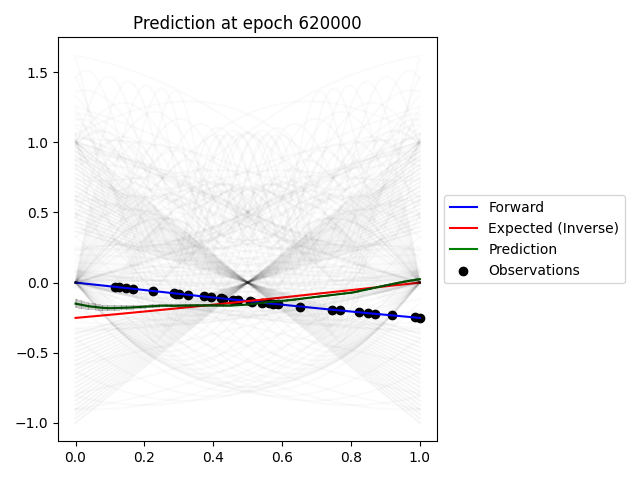 Prediction at epoch 620000
1.5
1.0
0.5
0.0
−0.5
−1.0
0.0 0.2 0.4 0.6 0.8 1.0
Forward
Expected (Inverse)
Prediction
Observations